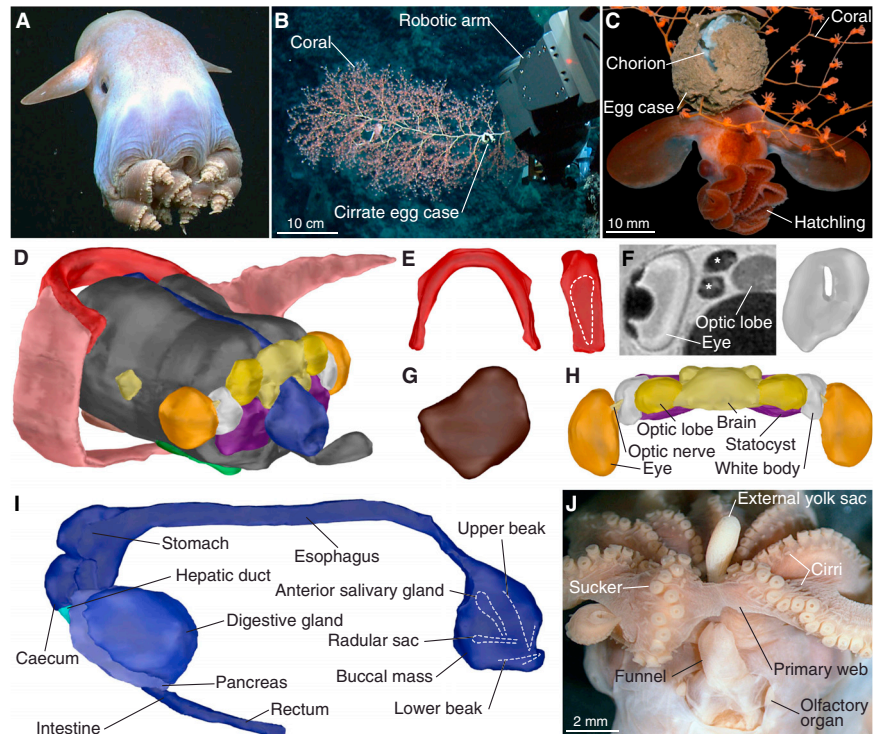 A
B
Coral
Robotic arm
Cirrate egg case
10 cm
C
Coral
Chorion
Egg case
Hatchling
10 mm
D
E
F
*
*
Optic lobe
Eye
G
H
Brain
Optic lobe
Statocyst
Optic nerve
White body
Eye
I
Stomach
Esophagus
Upper beak
Hepatic duct
Anterior salivary gland
Digestive gland
Radular sac
Caecum
Pancreas
Buccal mass
Rectum
Lower beak
Intestine
J
External yolk sac
Cirri
Sucker
Funnel
Primary web
Olfactory
organ
2 mm